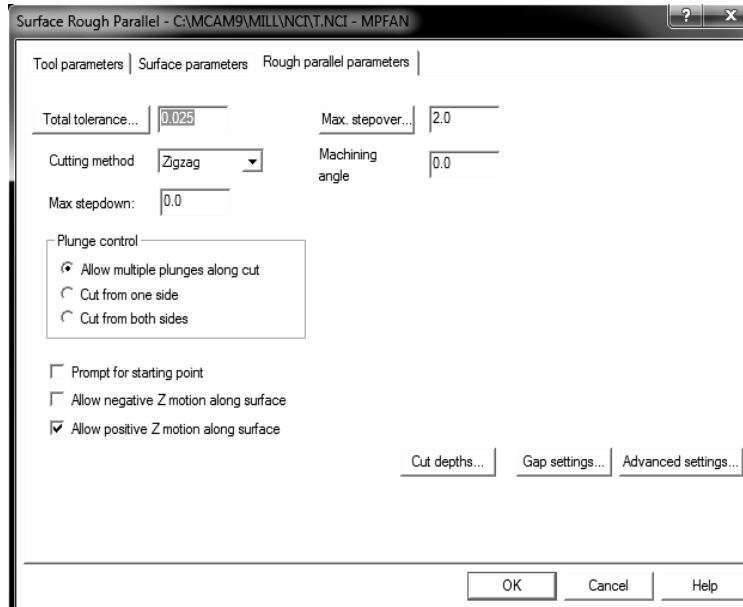 Surface Rough Parallel - C:\MCAM9\MILL\NCI\T.NCI - MPFAN
? X
Tool parameters Surface parameters Rough parallel parameters
Total tolerance... 0.025 Max. stepover... 2.0
Cutting method Zigzag Machining angle 0.0
Max stepdown: 0.0
Plunge control
Allow multiple plunges along cut
Cut from one side
Cut from both sides
Prompt for starting point
Allow negative Z motion along surface
Allow positive Z motion along surface
Cut depths... Gap settings... Advanced settings...
OK Cancel Help